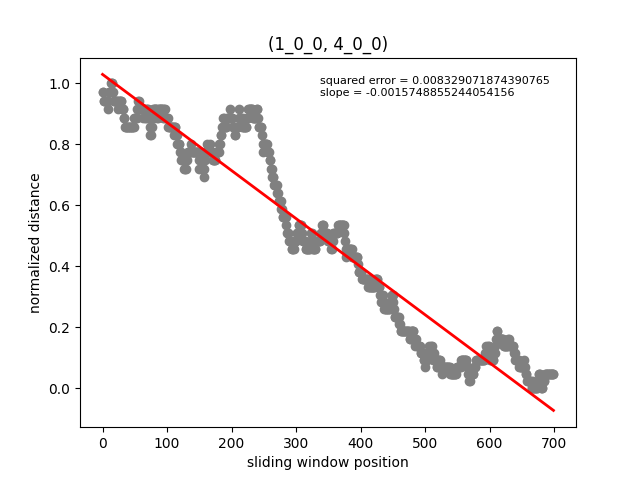 (1_0_0, 4_0_0)
squared error = 0.008329071874390765
slope = -0.0015748855244054156
1.0
0.8
0.6
0.4
0.2
0.0
normalized distance
0 100 200 300 400 500 600 700
sliding window position